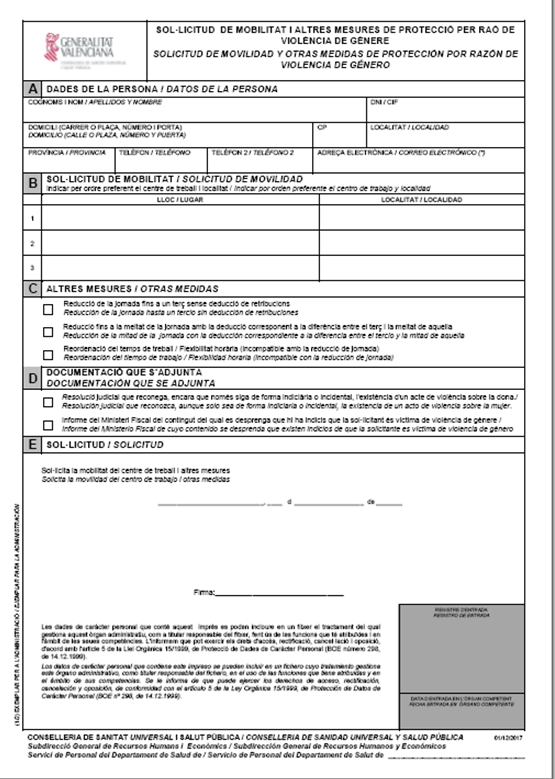 GENERALITAT
VALENCIANA
SOL·LICITUD DE MOBILITAT I ALTRES MESURES DE PROTECCIÓ PER RAÓ DE
VIOLÈNCIA DE GÈNERE
SOLICITUD DE MOVILIDAD Y OTRAS MEDIDAS DE PROTECCIÓN POR RAZÓN DE
VIOLENCIA DE GÉNERO
A DADES DE LA PERSONA / DATOS DE LA PERSONA
COGNOMS I NOM / APELLIDOS Y NOMBRE
DNI / CIF
DOMICILI (CARRER O PLAÇA, NÚMERO I PORTA)
DOMICILIO (CALLE O PLAZA, NÚMERO Y PUERTA)
CP
LOCALITAT / LOCALIDAD
PROVÍNCIA / PROVINCIA
TELÈFON / TELÉFONO
TELÈFON 2 / TELÉFONO 2
ADREÇA ELECTRÒNICA / CORREO ELECTRÓNICO (*)
B SOL·LICITUD DE MOBILITAT / SOLICITUD DE MOVILIDAD
Indicar per ordre preferent el centre de treball i localitat / Indicar por orden preferente el centro de trabajo y localidad
LLOC / LUGAR
LOCALITAT / LOCALIDAD
1
2
3
C ALTRES MESURES / OTRAS MEDIDAS
Reducció de la jornada fins a un terç sense deducció de retribucions
Reducción de la jornada hasta un tercio sin deducción de retribuciones
Reducció fins a la meitat de la jornada amb la deducció corresponent a la diferència entre el terç i la meitat de aquella
Reducción de la mitad de la jornada con la deducción correspondiente a la diferencia entre el tercio y la mitad de aquella
Reordenació del temps de treball / Flexibilitat horària (incompatible amb la reducció de jornada)
Reordenación del tiempo de trabajo / Flexibilidad horaria (incompatible con la reducción de jornada)
D DOCUMENTACIÓ QUE S'ADJUNTA
DOCUMENTACIÓN QUE SE ADJUNTA
Resolució judicial que reconega, encara que només siga de forma indiciària o incidental, l'existència d'un acte de violència sobre la dona./
Resolución judicial que reconozca, aunque solo sea de forma indiciaria o incidental, la existencia de un acto de violencia sobre la mujer.
Informe del Ministeri Fiscal del contingut del qual es desprenga que hi ha indicis que la sol·licitant és víctima de violència de gènere /
Informe del Ministerio Fiscal de cuyo contenido se desprenda que existen indicios de que la solicitante es víctima de violencia de género
E SOL·LICITUD / SOLICITUD
Sol·licita la mobilitat del centre de treball i altres mesures
Solicita la movilidad del centro de trabajo / otras medidas
____________, ____ d ____________ de ______
Firma:____________________
(1/2) EXEMPLAR PER A L'ADMINISTRACIÓ / EJEMPLAR PARA LA ADMINISTRACIÓN
Les dades de caràcter personal que conté aquest imprés es poden incloure en un fitxer el tractament del qual
gestiona aquest òrgan administratiu, com a titular responsable del fitxer, fent ús de les funcions que té atribuïdes i en
l'àmbit de les seues competències. L'informem que pot exercir els drets d'accés, rectificació, cancel·lació i oposició,
d'acord amb l'article 5 de la Llei Orgànica 15/1999, de Protecció de Dades de Caràcter Personal (BOE número 298,
de 14.12.1999).
Los datos de carácter personal que contiene este impreso se pueden incluir en un fichero cuyo tratamiento gestiona
este órgano administrativo, como titular responsable del fichero, en el uso de las funciones que tiene atribuidas y en
el ámbito de sus competencias. Se le informa de que puede ejercer los derechos de acceso, rectificación,
cancelación y oposición, de conformidad con el artículo 5 de la Ley Orgánica 15/1999, de Protección de Datos de
Carácter Personal (BOE nº 298, de 14.12.1999).
REGISTRE D'ENTRADA
REGISTRO DE ENTRADA
DATA D'ENTRADA EN L'ÒRGAN COMPETENT
FECHA ENTRADA EN ÓRGANO COMPETENTE
CONSELLERIA DE SANITAT UNIVERSAL I SALUT PÚBLICA / CONSELLERIA DE SANIDAD UNIVERSAL Y SALUD PÚBLICA
01/12/2017
Subdirecció General de Recursos Humans i Econòmics / Subdirección General de Recursos Humanos y Económicos
Servei de Personal del Departament de Salut de / Servicio de Personal del Departamento de Salud de____________